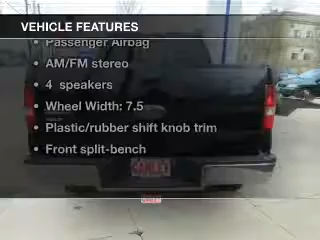 VEHICLE FEATURES
• Passenger Airbag
• AM/FM stereo
• 4 speakers
• Wheel Width: 7.5
• Plastic/rubber shift knob trim
• Front split-bench